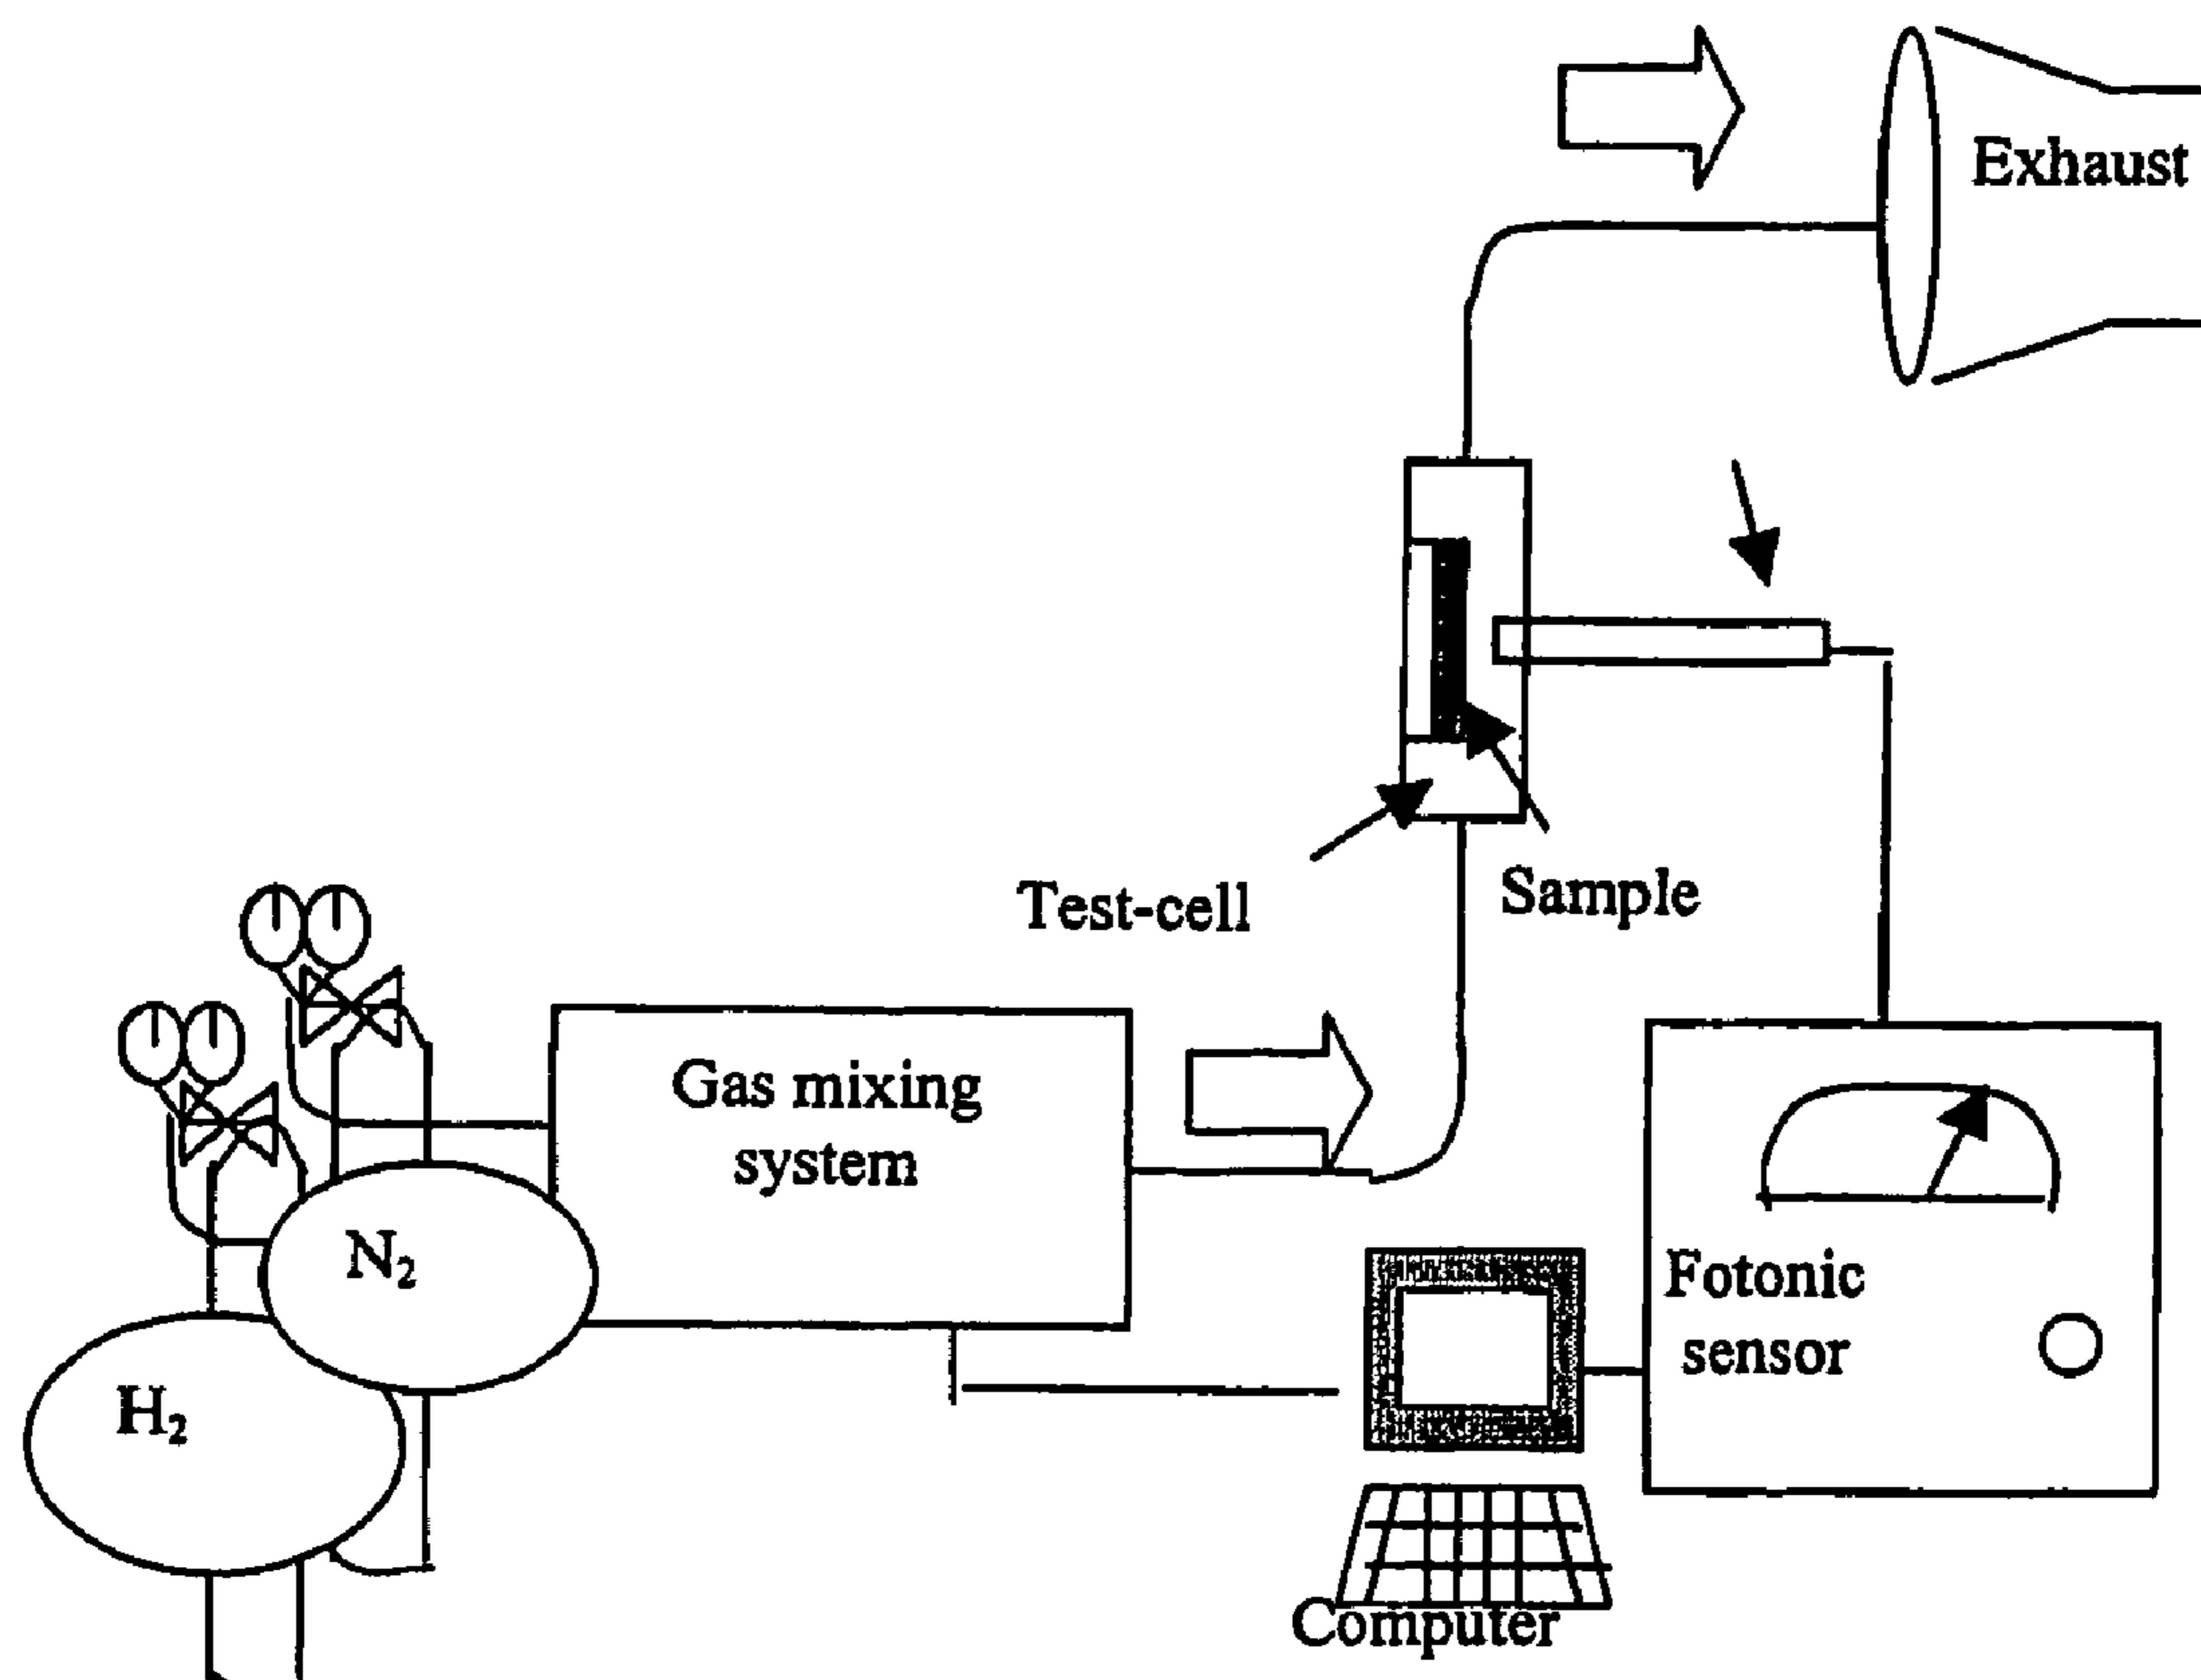 Exhaust
Test-cell
Sample
Gas mixing
system
N₂
H₂
Fotonic
sensor
Computer